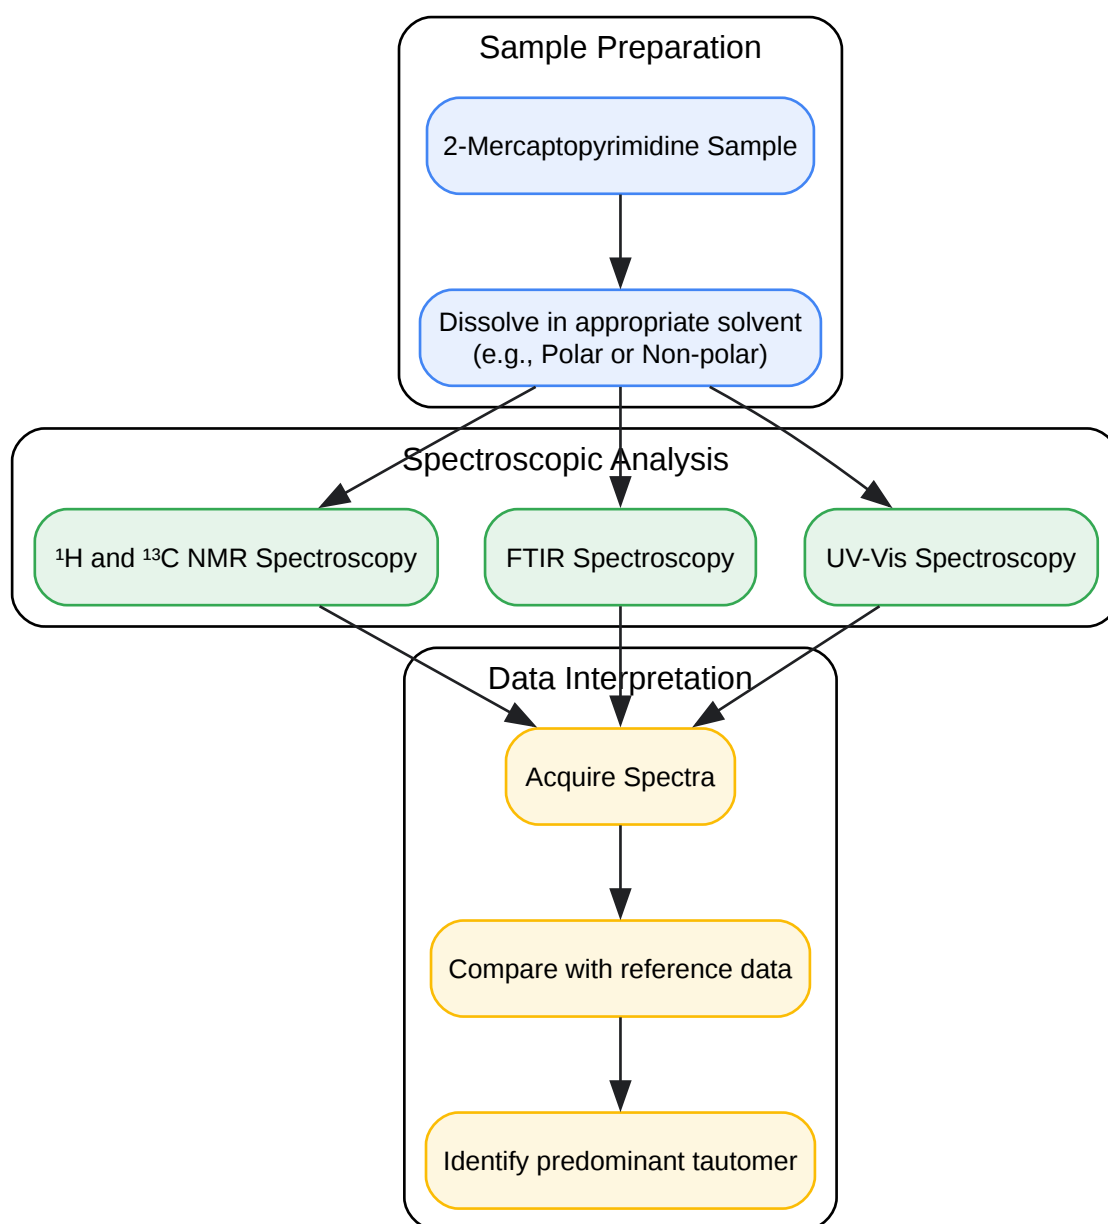 Sample Preparation
2-Mercaptopyrimidine Sample
Dissolve in appropriate solvent
(e.g., Polar or Non-polar)
Spectroscopic Analysis
¹H and ¹³C NMR Spectroscopy
FTIR Spectroscopy
UV-Vis Spectroscopy
Data Interpretation
Acquire Spectra
Compare with reference data
Identify predominant tautomer